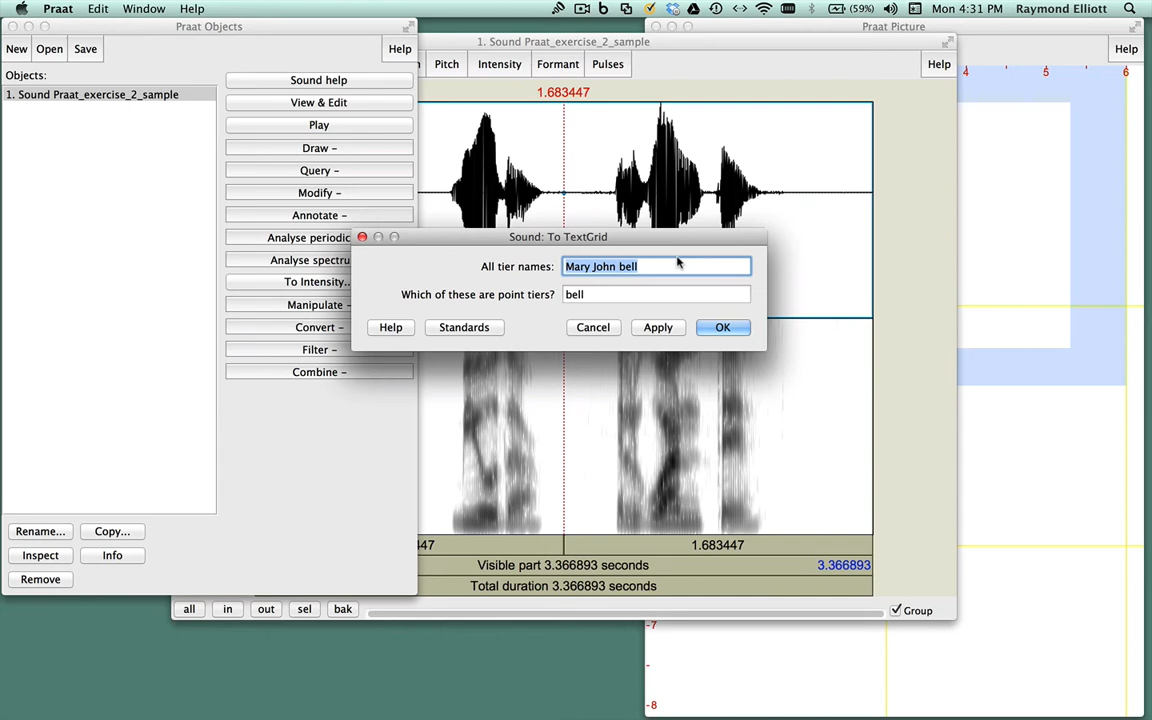 Praat Edit Window Help (59%) Mon 4:31 PM Raymond Elliott
Praat Objects
Praat Picture
New Open Save Help
1. Sound Praat_exercise_2_sample
Pitch Intensity Formant Pulses Help
Help
Objects:
1. Sound Praat_exercise_2_sample
Sound help
View & Edit
Play
Draw -
Query -
Modify -
Annotate -
Analyse periodic
Analyse spectru
To Intensity..
Manipulate -
Convert -
Filter -
Combine -
4 5 6
1.683447
Sound: To TextGrid
All tier names: Mary John bell
Which of these are point tiers? bell
Help Standards Cancel Apply OK
447 1.683447
Visible part 3.366893 seconds 3.366893
Total duration 3.366893 seconds
all in out sel bak Group
Rename... Copy...
Inspect Info
Remove
-7
-8